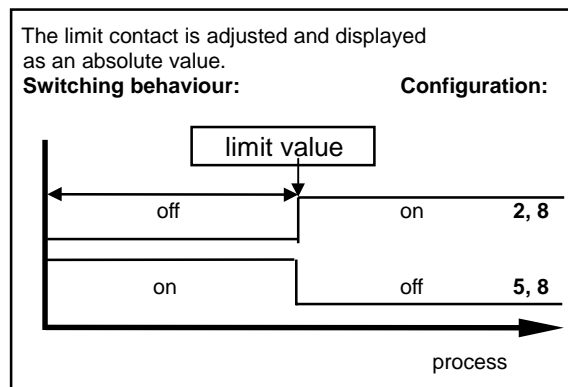 The limit contact is adjusted and displayed
as an absolute value.
Switching behaviour: Configuration:
limit value
off on 2, 8
on off 5, 8
process